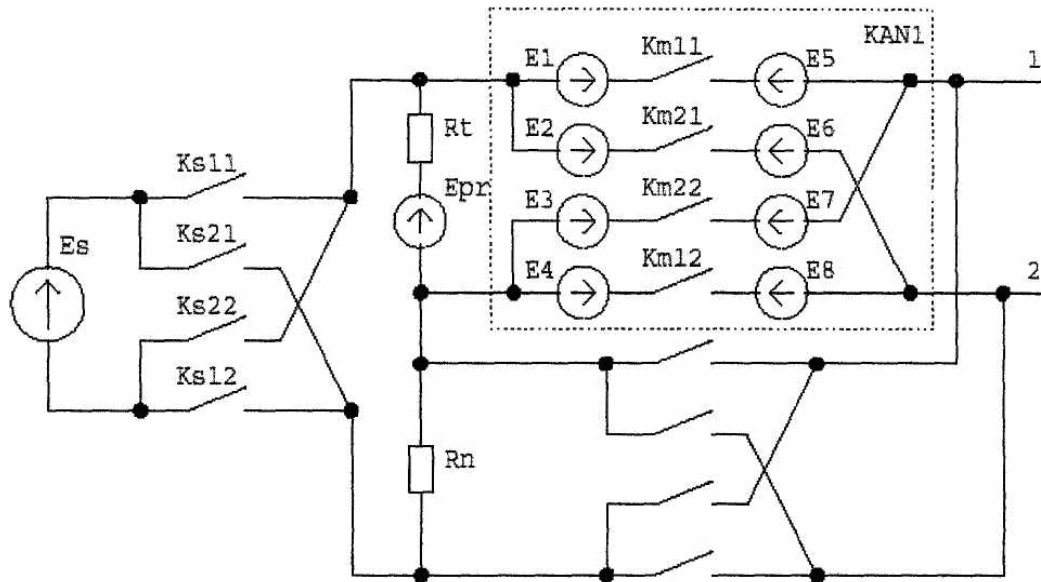 KAN1
E1 Km11 E5 1
Rt E2 Km21 E6
Ks11
Epr E3 Km22 E7
Es Ks21
E4 Km12 E8 2
Ks22
Ks12
Rn